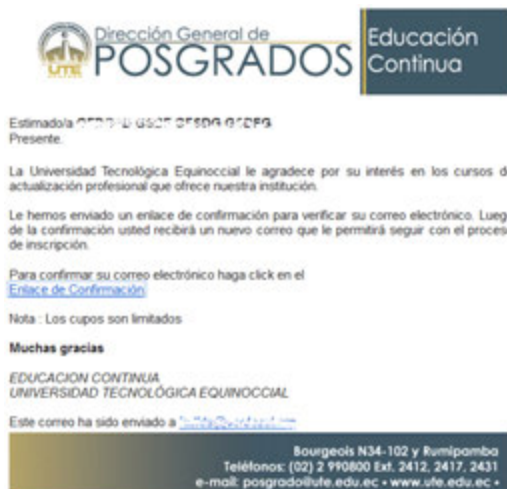 Dirección General de
POSGRADOS
Educación
Continua
UTE
Estimado/a
Presente.
La Universidad Tecnológica Equinoccial le agradece por su interés en los cursos d
actualización profesional que ofrece nuestra institución.
Le hemos enviado un enlace de confirmación para verificar su correo electrónico. Lueg
de la confirmación usted recibirá un nuevo correo que le permitirá seguir con el proces
de inscripción.
Para confirmar su correo electrónico haga click en el
Enlace de Confirmación
Nota : Los cupos son limitados
Muchas gracias
EDUCACION CONTINUA
UNIVERSIDAD TECNOLÓGICA EQUINOCCIAL
Este correo ha sido enviado a
Bourgeois N34-102 y Rumipamba
Teléfonos: (02) 2 990800 Ext. 2412, 2417, 2431
e-mail: posgrado@ute.edu.ec • www.ute.edu.ec •